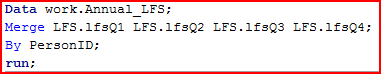 Data work.Annual_LFS;
Merge LFS.lfsQ1 LFS.lfsQ2 LFS.lfsQ3 LFS.lfsQ4;
By PersonID;
run;